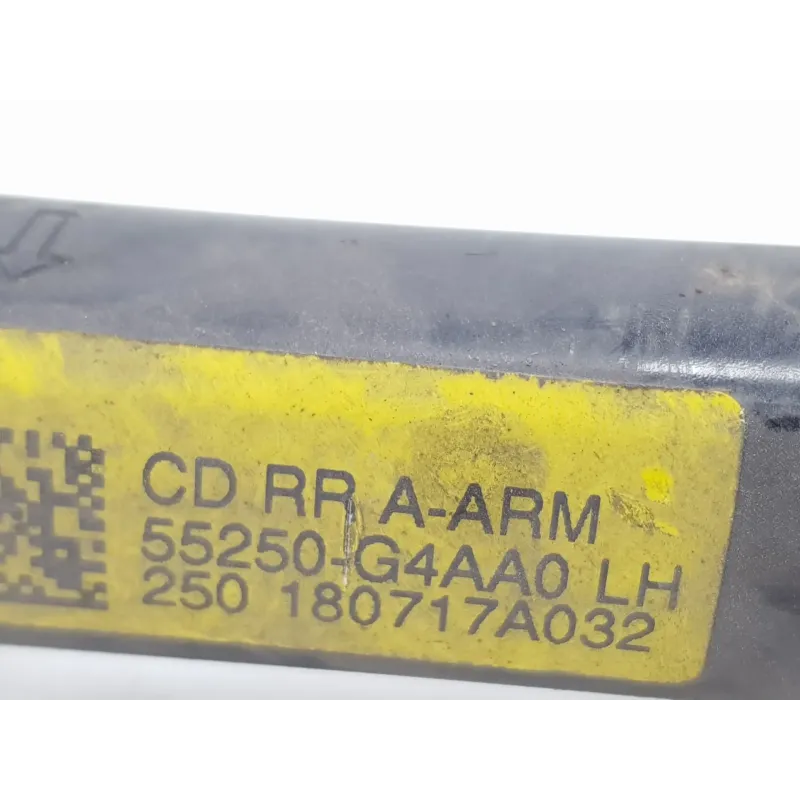 CD RR A-ARM
55250-G4AA0 LH
250 180717A032